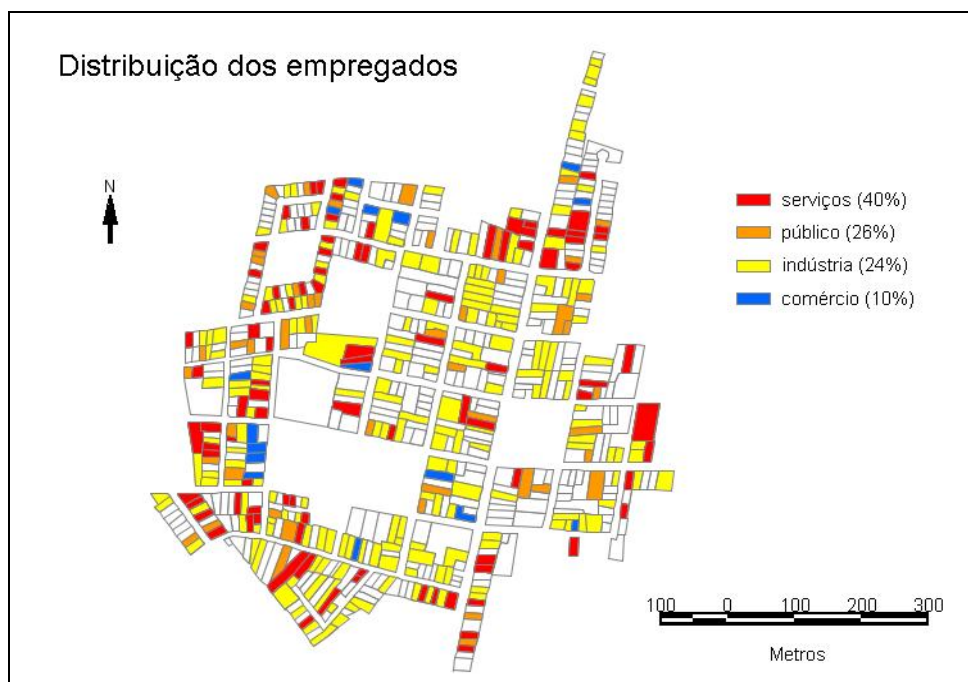 Distribuição dos empregados
N
serviços (40%)
público (26%)
indústria (24%)
comércio (10%)
100 0 100 200 300
Metros